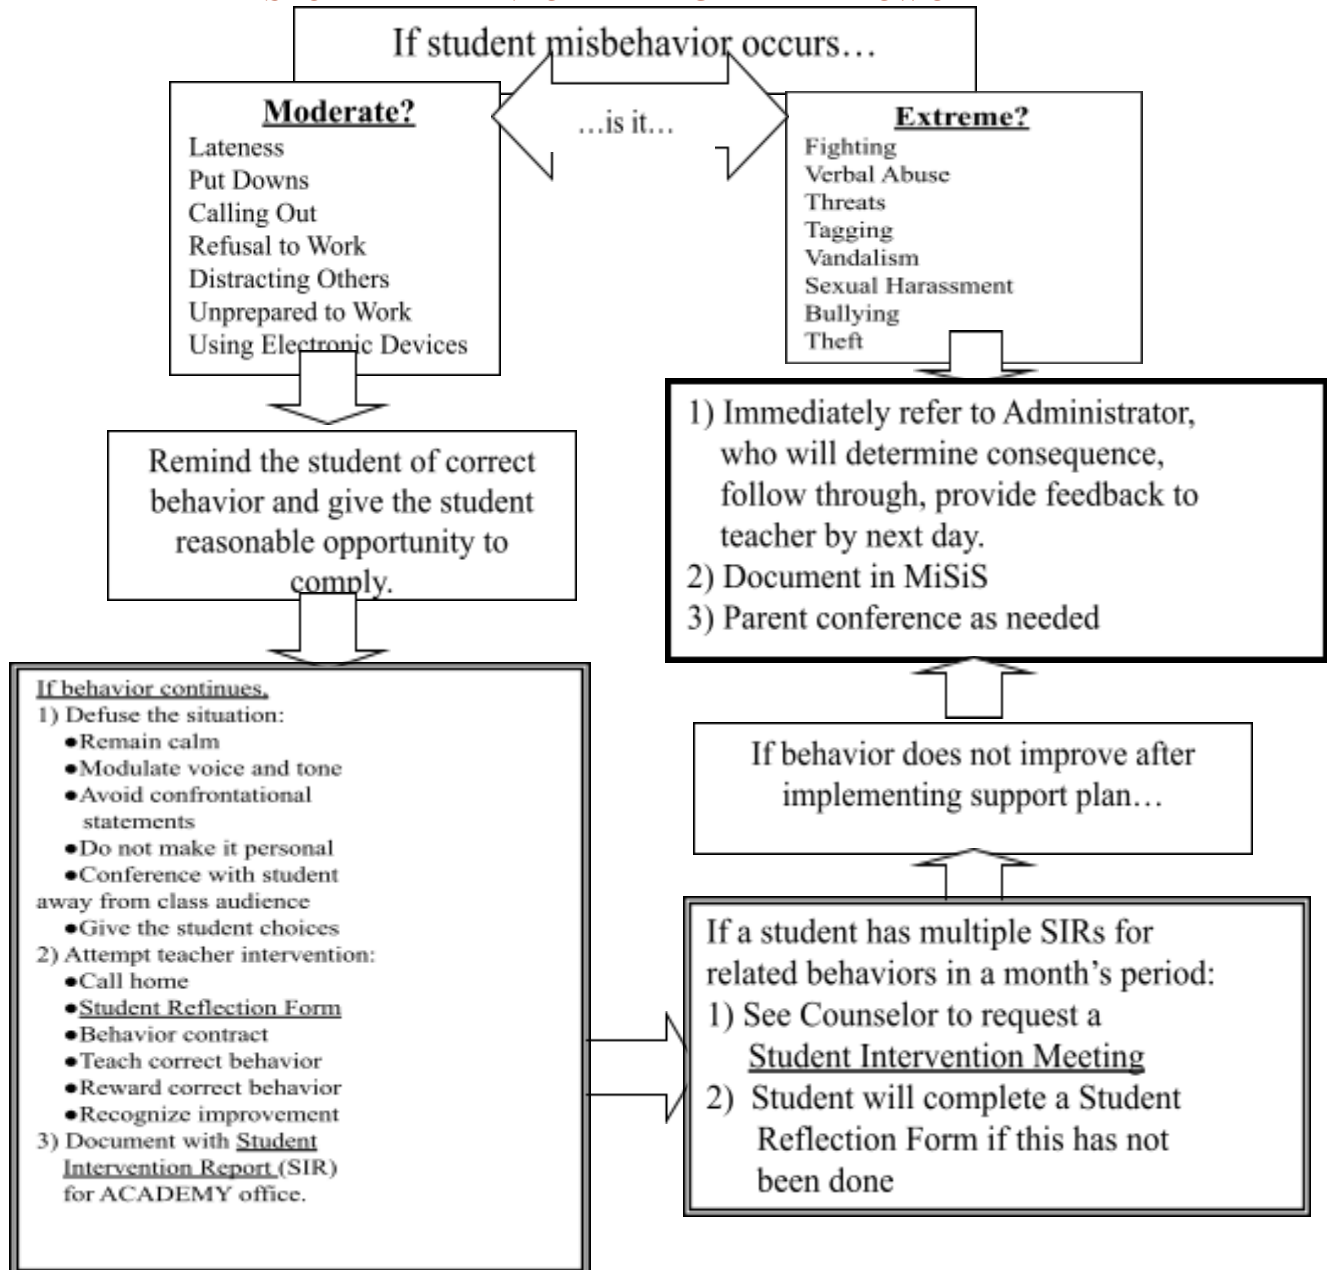 If student misbehavior occurs…
…is it…
Moderate?
Lateness
Put Downs
Calling Out
Refusal to Work
Distracting Others
Unprepared to Work
Using Electronic Devices
Extreme?
Fighting
Verbal Abuse
Threats
Tagging
Vandalism
Sexual Harassment
Bullying
Theft
Remind the student of correct
behavior and give the student
reasonable opportunity to
comply.
1) Immediately refer to Administrator,
who will determine consequence,
follow through, provide feedback to
teacher by next day.
2) Document in MiSiS
3) Parent conference as needed
If behavior continues,
1) Defuse the situation:
●Remain calm
●Modulate voice and tone
●Avoid confrontational
statements
●Do not make it personal
●Conference with student
away from class audience
●Give the student choices
2) Attempt teacher intervention:
●Call home
●Student Reflection Form
●Behavior contract
●Teach correct behavior
●Reward correct behavior
●Recognize improvement
3) Document with Student
Intervention Report (SIR)
for ACADEMY office.
If behavior does not improve after
implementing support plan…
If a student has multiple SIRs for
related behaviors in a month’s period:
1) See Counselor to request a
Student Intervention Meeting
2) Student will complete a Student
Reflection Form if this has not
been done